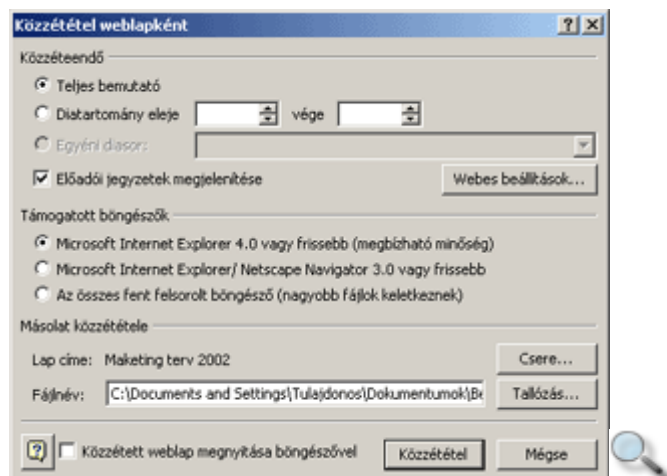 Közzététel weblapként
Közzéteendő
Teljes bemutató
Diatartomány eleje vége
Egyéni diasor:
Előadói jegyzetek megjelenítése Webes beállítások...
Támogatott böngészők
Microsoft Internet Explorer 4.0 vagy frissebb (megbízható minőség)
Microsoft Internet Explorer/ Netscape Navigator 3.0 vagy frissebb
Az összes fent felsorolt böngésző (nagyobb fájlok keletkeznek)
Másolat közzététele
Lap címe: Maketing terv 2002 Csere...
Fájlnév: C:\Documents and Settings\Tulajdonos\Dokumentumok\Be Tallózás...
Közzétett weblap megnyitása böngészővel Közzététel Mégse